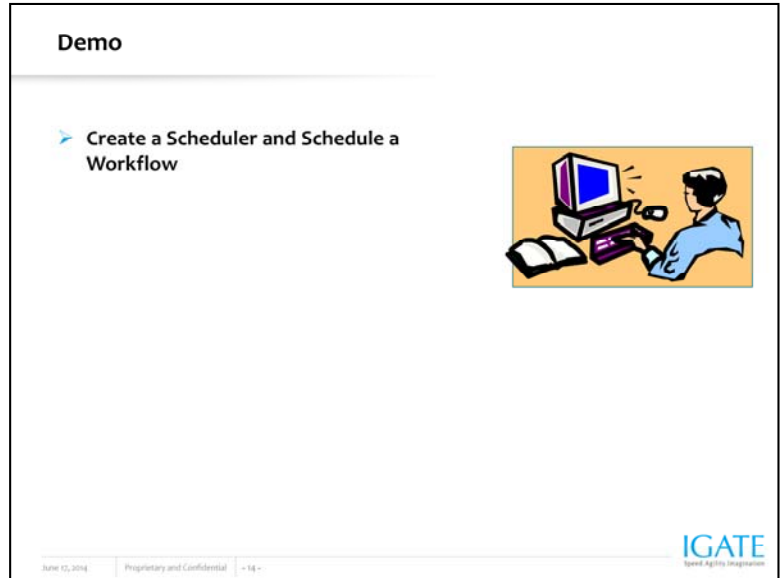 Demo
➢ Create a Scheduler and Schedule a
Workflow
June 17, 2014 Proprietary and Confidential - 14 -
IGATE
Speed.Agility.Imagination